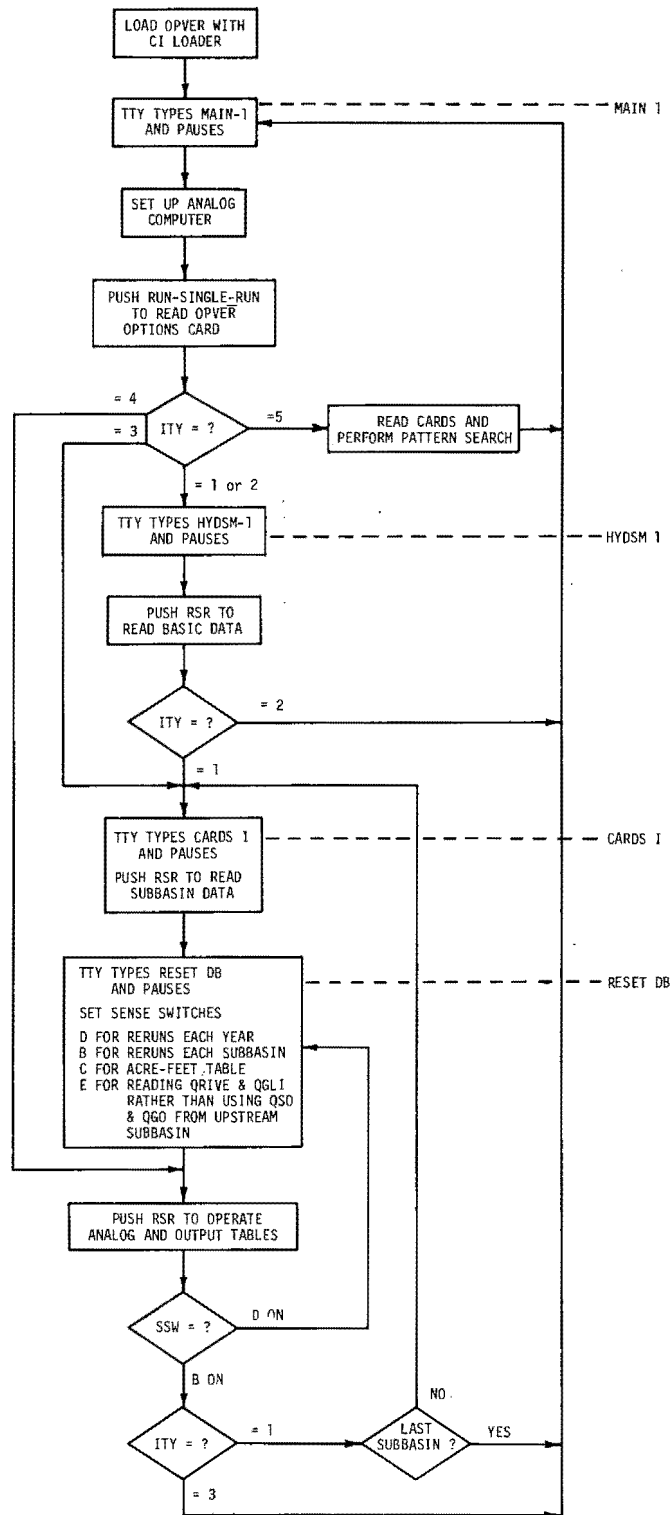 LOAD OPVER WITH
CI LOADER
TTY TYPES MAIN-1
AND PAUSES
MAIN 1
SET UP ANALOG
COMPUTER
PUSH RUN-SINGLE-RUN
TO READ OPVER
OPTIONS CARD
= 4
= 3
ITY = ?
=5
READ CARDS AND
PERFORM PATTERN SEARCH
= 1 or 2
TTY TYPES HYDSM-1
AND PAUSES
HYDSM 1
PUSH RSR TO
READ BASIC DATA
ITY = ?
= 2
= 1
TTY TYPES CARDS I
AND PAUSES
PUSH RSR TO READ
SUBBASIN DATA
CARDS I
TTY TYPES RESET DB
AND PAUSES
RESET DB
SET SENSE SWITCHES
D FOR RERUNS EACH YEAR
B FOR RERUNS EACH SUBBASIN
C FOR ACRE-FEET TABLE
E FOR READING QRIVE & QGLI
RATHER THAN USING QSO
& QGO FROM UPSTREAM
SUBBASIN
PUSH RSR TO OPERATE
ANALOG AND OUTPUT TABLES
SSW = ?
D ON
B ON
NO
ITY = ?
= 1
LAST
SUBBASIN ?
YES
= 3